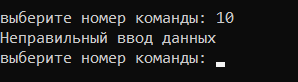 выберите номер команды: 10
Неправильный ввод данных
выберите номер команды: